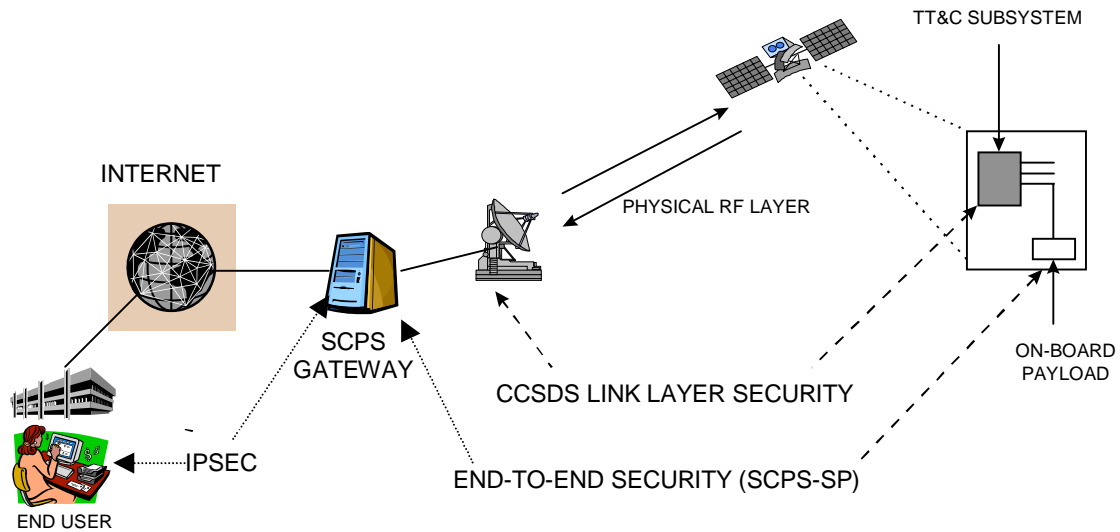 TT&C SUBSYSTEM
INTERNET
PHYSICAL RF LAYER
SCPS
GATEWAY
ON-BOARD
PAYLOAD
CCSDS LINK LAYER SECURITY
IPSEC
END-TO-END SECURITY (SCPS-SP)
END USER